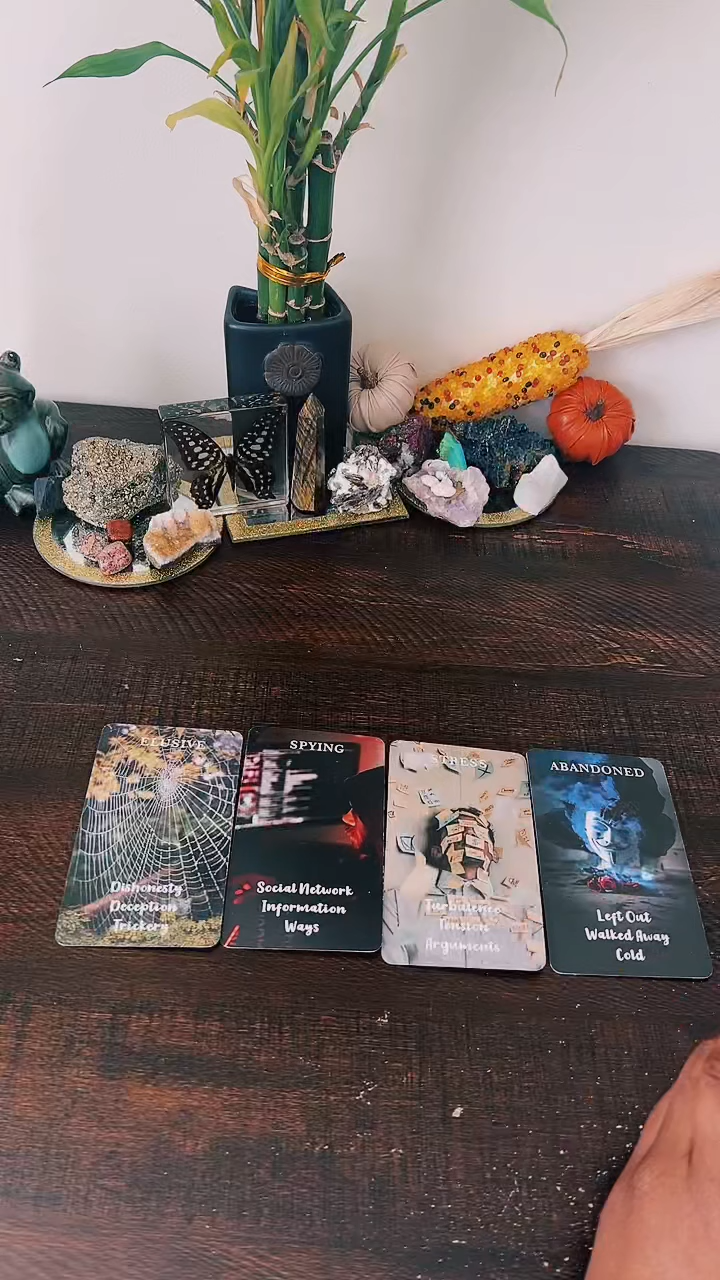 ELUSIVE
Dishonesty
Deception
Trickery
SPYING
Social Network
Information
Ways
STRESS
Turbulence
Tension
Arguments
ABANDONED
Left Out
Walked Away
Cold